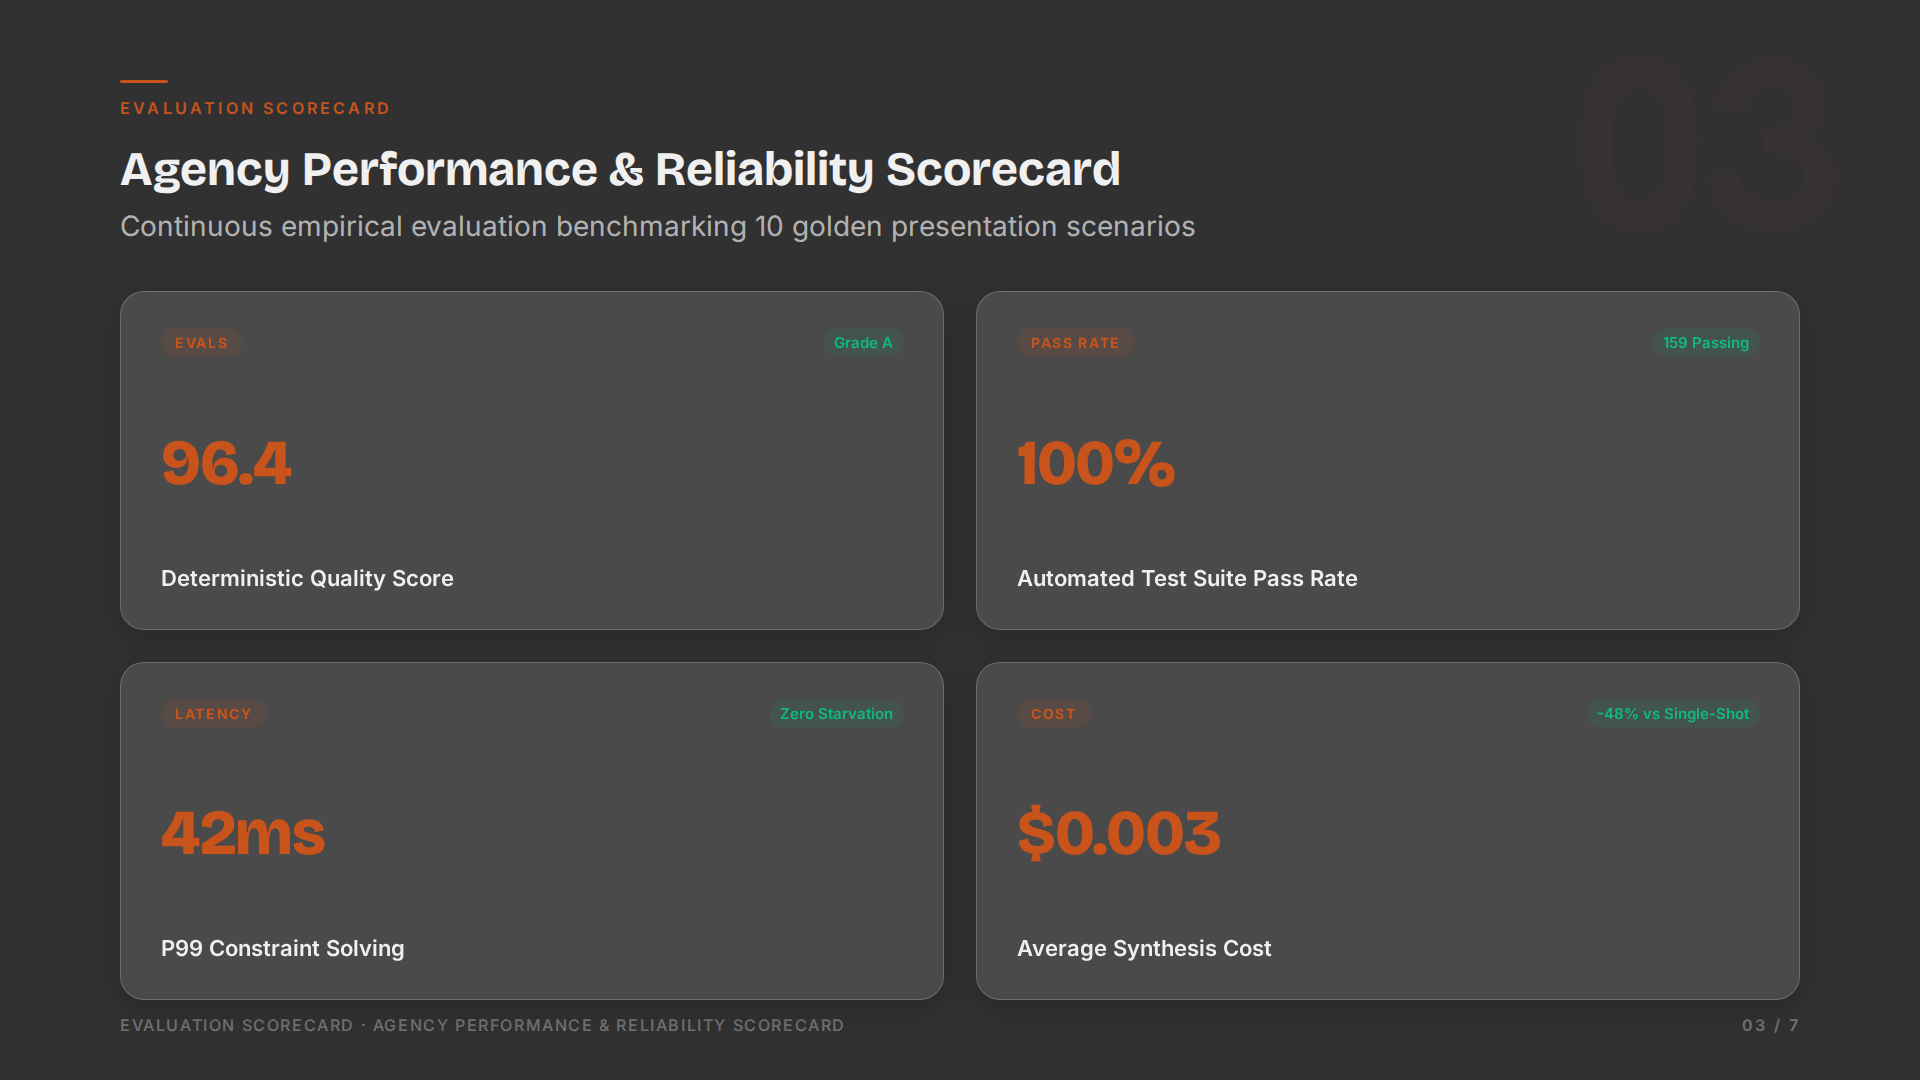 03
EVALUATION SCORECARD
Agency Performance & Reliability Scorecard
Continuous empirical evaluation benchmarking 10 golden presentation scenarios
EVALS
Grade A
96.4
Deterministic Quality Score
PASS RATE
159 Passing
100%
Automated Test Suite Pass Rate
LATENCY
Zero Starvation
42ms
P99 Constraint Solving
COST
-48% vs Single-Shot
$0.003
Average Synthesis Cost
EVALUATION SCORECARD · AGENCY PERFORMANCE & RELIABILITY SCORECARD
03 / 7